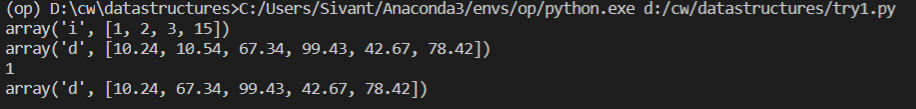 (op) D:\cw\datastructures>C:/Users/Sivant/Anaconda3/envs/op/python.exe d:/cw/datastructures/try1.py
array('i', [1, 2, 3, 15])
array('d', [10.24, 10.54, 67.34, 99.43, 42.67, 78.42])
1
array('d', [10.24, 67.34, 99.43, 42.67, 78.42])